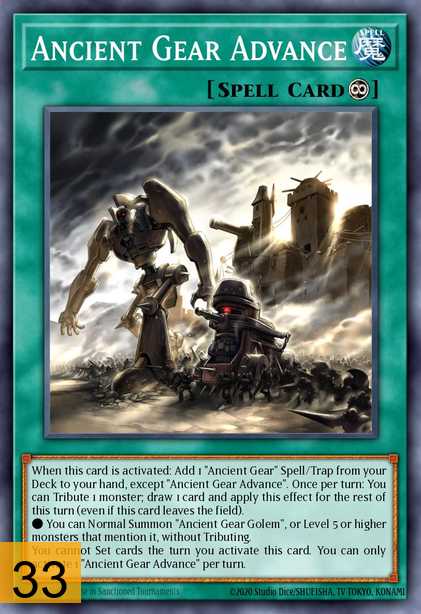 ANCIENT GEAR ADVANCE
SPELL
魔
[SPELL CARD]
When this card is activated: Add 1 "Ancient Gear" Spell/Trap from your
Deck to your hand, except "Ancient Gear Advance". Once per turn: You
can Tribute 1 monster; draw 1 card and apply this effect for the rest of
this turn (even if this card leaves the field).
● You can Normal Summon "Ancient Gear Golem", or Level 5 or higher
monsters that mention it, without Tributing.
You cannot Set cards the turn you activate this card. You can only
1 "Ancient Gear Advance" per turn.
33
in Sanctioned Tournaments
©2020 Studio Dice/SHUEISHA, TV TOKYO, KONAMI